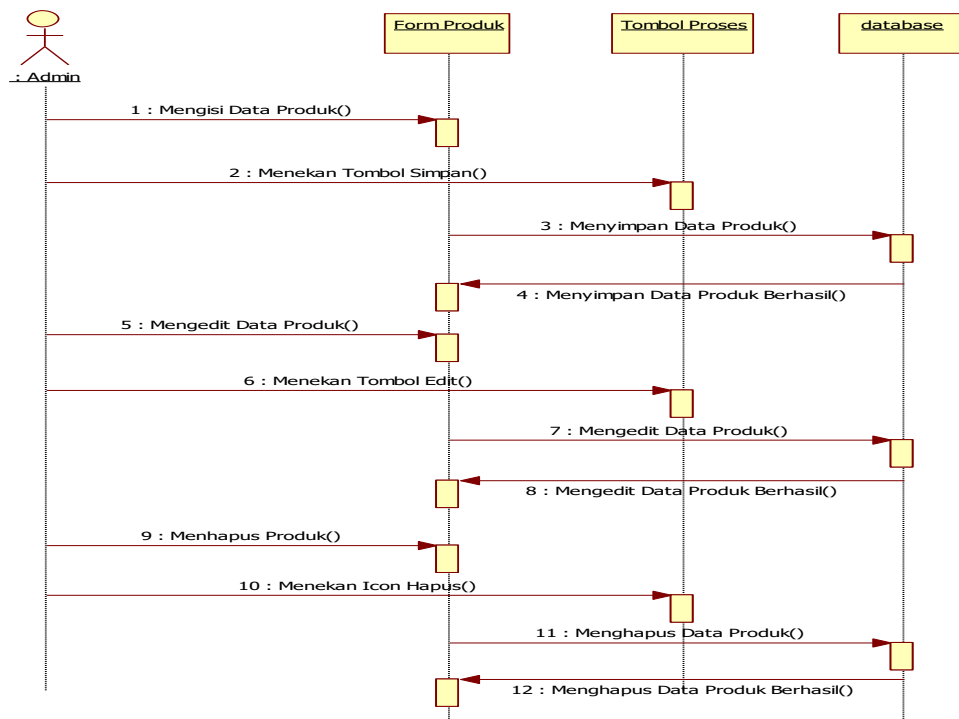 Form Produk
Tombol Proses
database
: Admin
1 : Mengisi Data Produk()
2 : Menekan Tombol Simpan()
3 : Menyimpan Data Produk()
4 : Menyimpan Data Produk Berhasil()
5 : Mengedit Data Produk()
6 : Menekan Tombol Edit()
7 : Mengedit Data Produk()
8 : Mengedit Data Produk Berhasil()
9 : Menhapus Produk()
10 : Menekan Icon Hapus()
11 : Menghapus Data Produk()
12 : Menghapus Data Produk Berhasil()